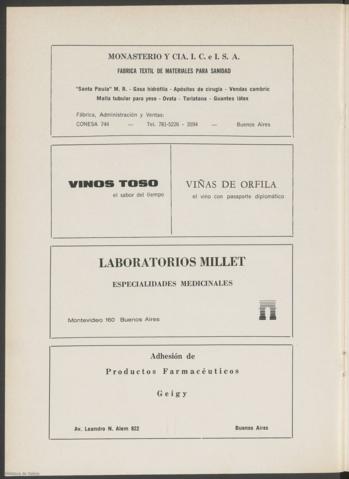 MONASTERIO Y CIA. I. C. e I. S. A.
FABRICA TEXTIL DE MATERIALES PARA SANIDAD
"Santa Paula" M. R. - Gasa hidrófila - Apósitos de cirugía - Vendas cambric
Malla tubular para yeso - Ovata - Tarlatana - Guantes látex
Fábrica, Administración y Ventas:
CONESA 744 — Tel. 781-5226 - 3094 — Buenos Aires
VINOS TOSO
el sabor del tiempo
VIÑAS DE ORFILA
el vino con pasaporte diplomático
LABORATORIOS MILLET
ESPECIALIDADES MEDICINALES
Montevideo 160 Buenos Aires
Adhesión de
Productos Farmacéuticos
Geigy
Av. Leandro N. Alem 822 Buenos Aires